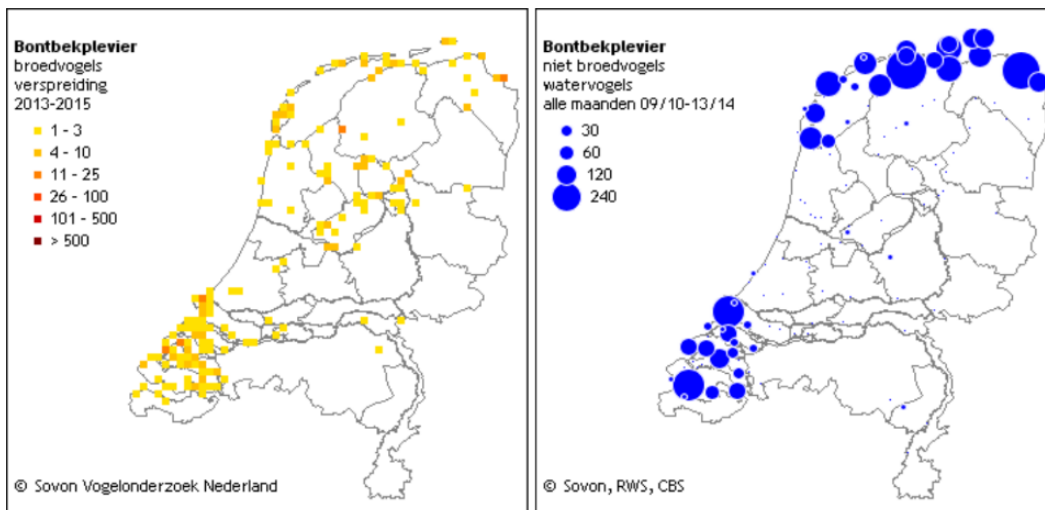 Bontbekplevier
broedvogels
verspreiding
2013-2015
1 - 3
4 - 10
11 - 25
26 - 100
101 - 500
> 500
© Sovon Vogelonderzoek Nederland
Bontbekplevier
niet broedvogels
watervogels
alle maanden 09/10-13/14
30
60
120
240
© Sovon, RWS, CBS